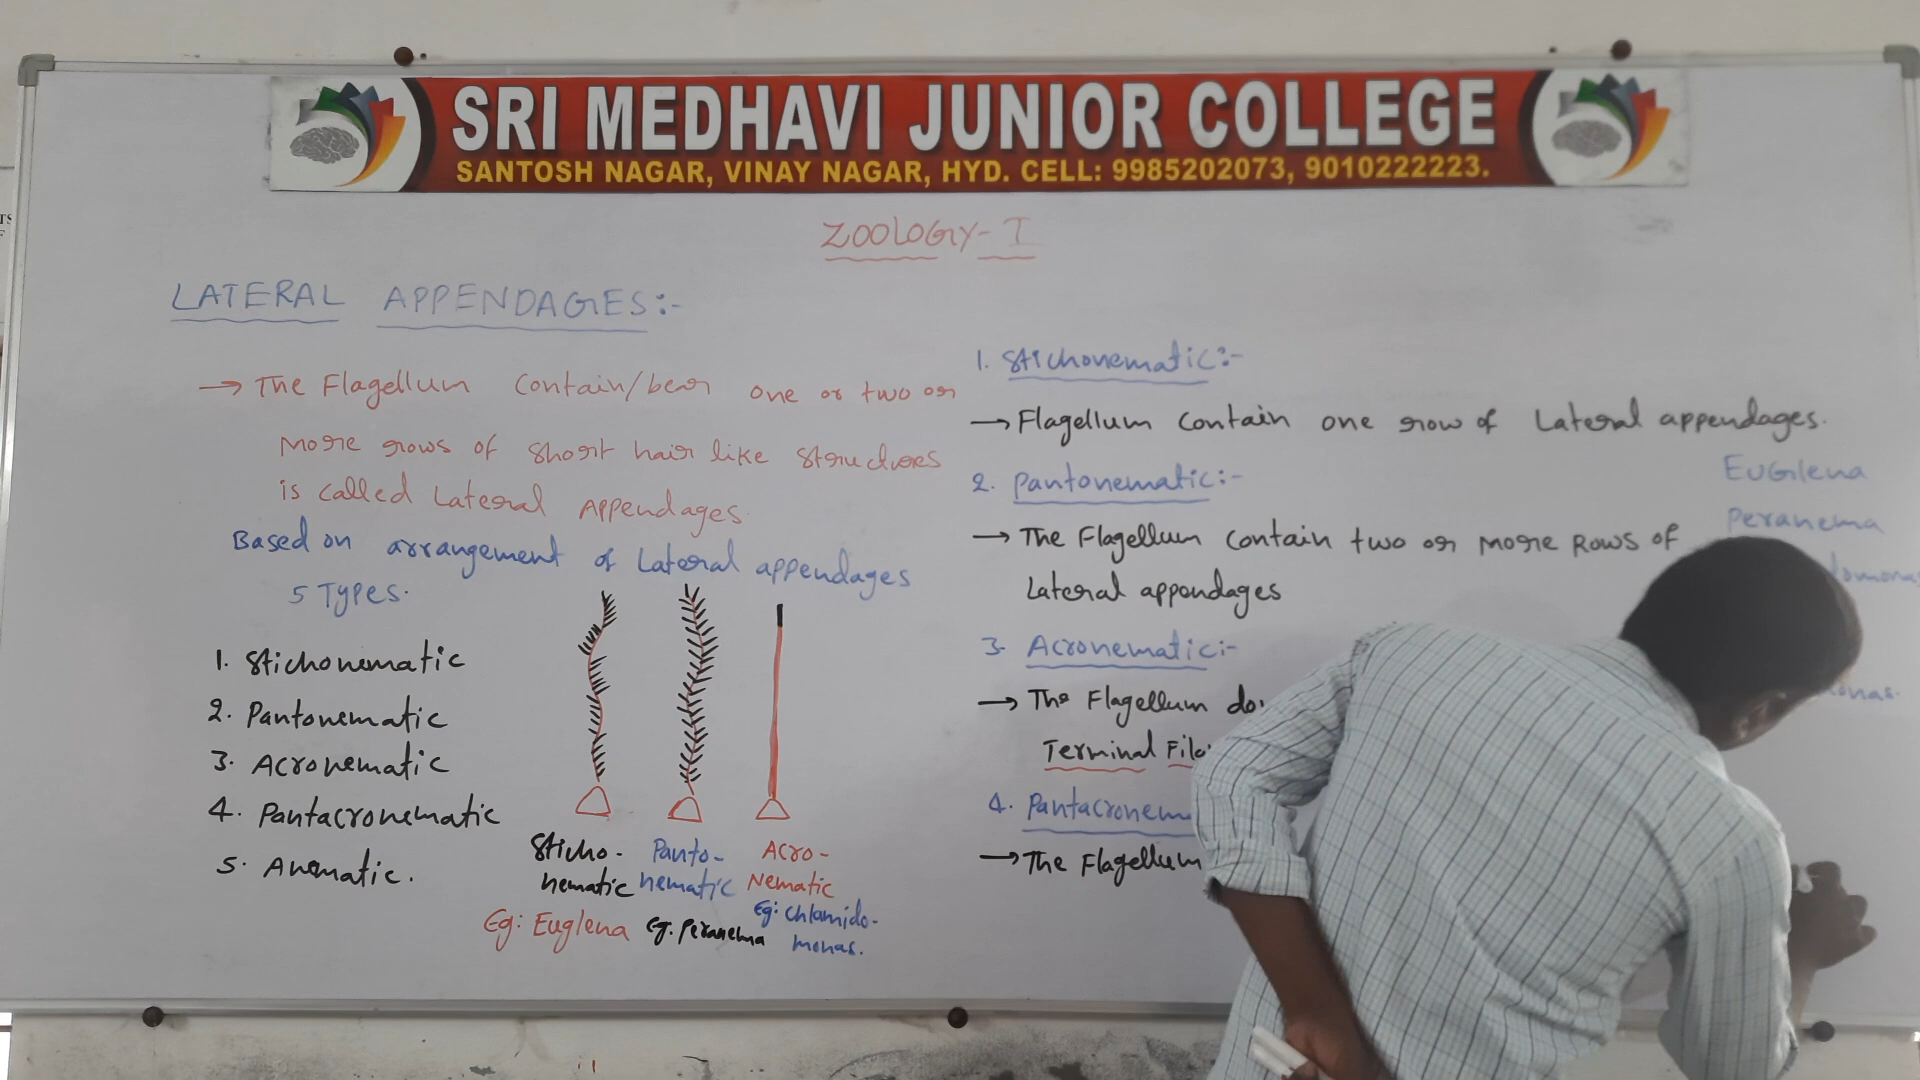 SRI MEDHAVI JUNIOR COLLEGE
SANTOSH NAGAR, VINAY NAGAR, HYD. CELL: 9985202073, 9010222223.
ZOOLOGY-I
LATERAL APPENDAGES:-
→ The Flagellum contain/bear one or two or
more rows of short hair like structures
is called Lateral Appendages.
Based on arrangement of Lateral appendages
5 Types.
1. Stichonematic
2. Pantonematic
3. Acronematic
4. Pantacronematic
5. Anematic.
Sticho-
nematic
Eg: Euglena
Panto-
nematic
Eg. Peranema
Acro-
Nematic
Eg: Chlamido-
monas.
1. Stichonematic:-
→ Flagellum contain one row of Lateral appendages.
2. Pantonematic:-
→ The Flagellum contain two or more Rows of
Lateral appendages
3. Acronematic:-
→ The Flagellum
Terminal
4. Pantacronem
→ The Flagellum
EUGlena
Peranema